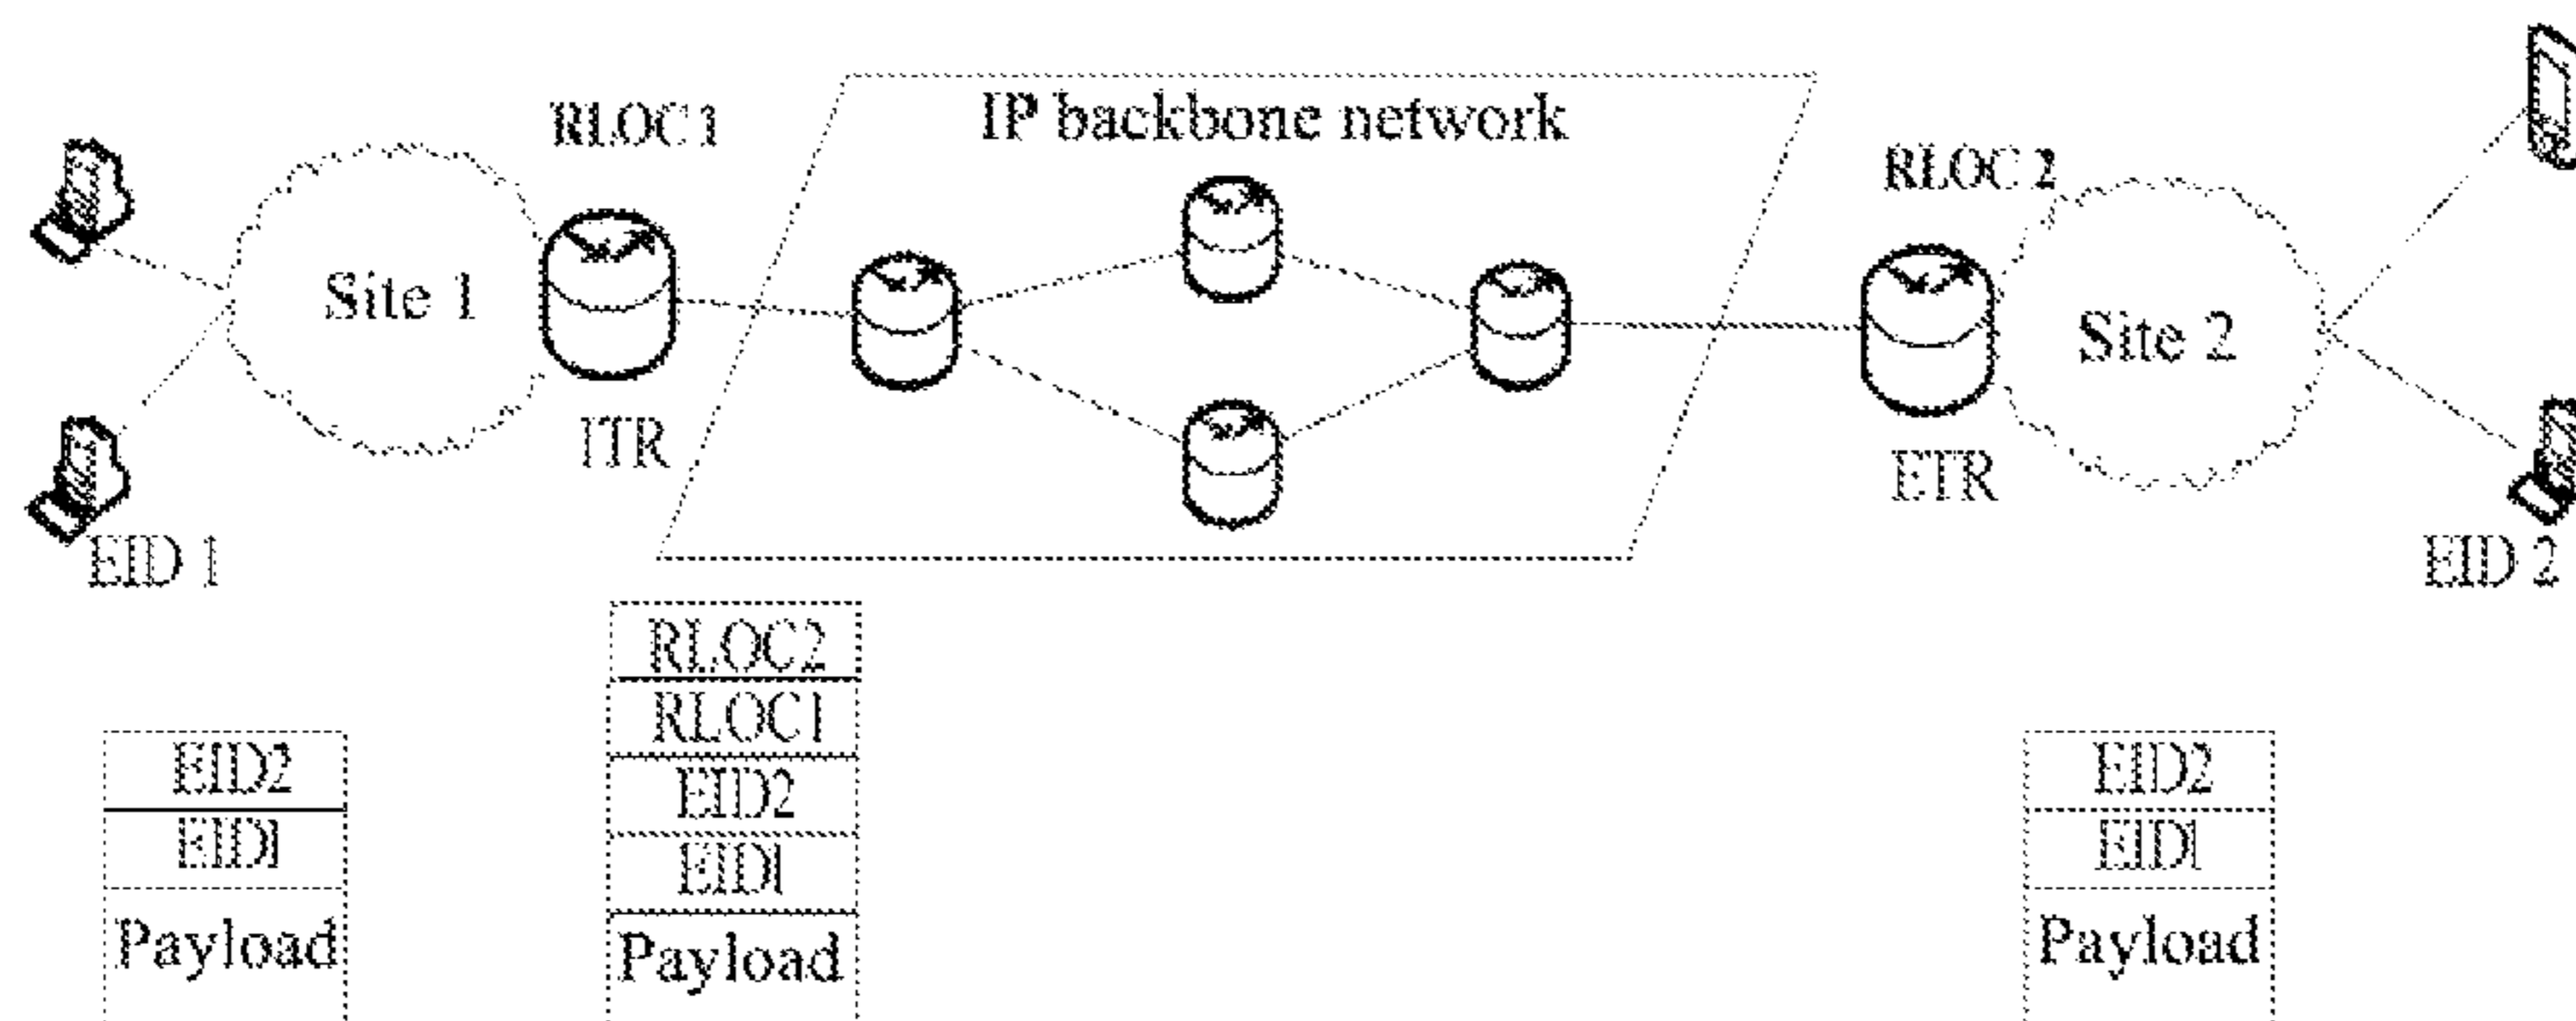 IP backbone network
RLOC1
RLOC 2
Site 1
Site 2
ITR
ETR
EID 1
EID 2
RLOC2
RLOC1
EID2
EID1
Payload
EID2
EID1
Payload
EID2
EID1
Payload